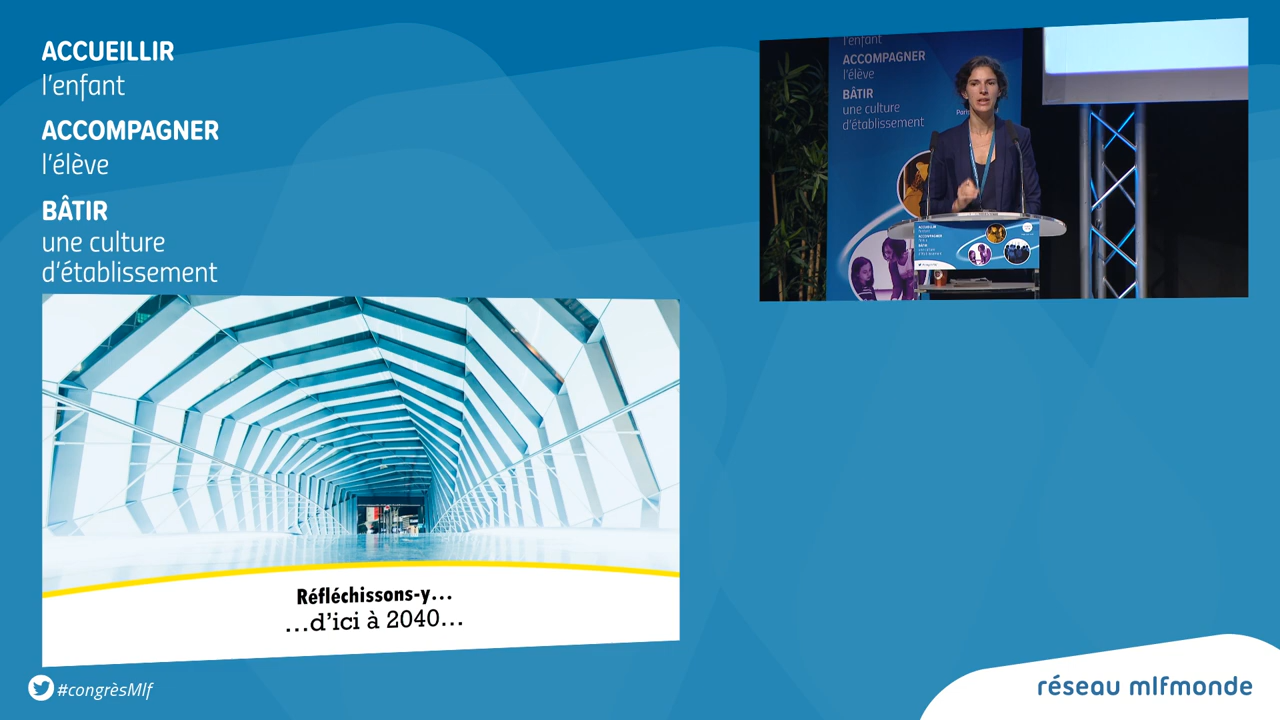 ACCUEILLIR
l'enfant
ACCOMPAGNER
l'élève
BÂTIR
une culture
d'établissement
l'enfant
ACCOMPAGNER
l'élève
BÂTIR
une culture
d'établissement
Réfléchissons-y...
...d'ici à 2040...
#congrèsMlf
réseau mlfmonde